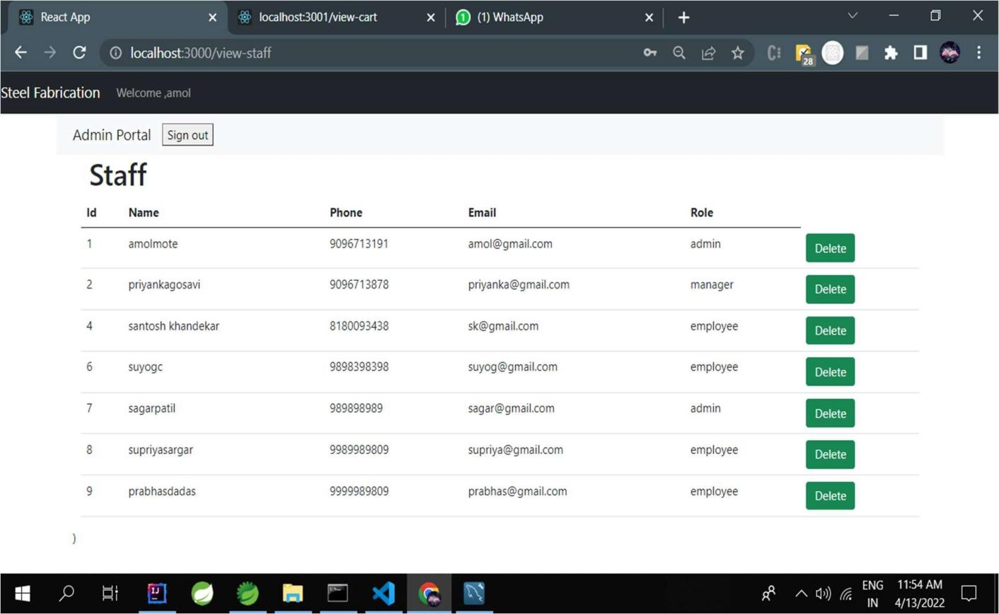 React App
localhost:3001/view-cart
1 (1) WhatsApp
localhost:3000/view-staff
28
Steel Fabrication Welcome ,amol
Admin Portal Sign out
Staff
Id Name Phone Email Role
1 amolmote 9096713191 amol@gmail.com admin Delete
2 priyankagosavi 9096713878 priyanka@gmail.com manager Delete
4 santosh khandekar 8180093438 sk@gmail.com employee Delete
6 suyogc 9898398398 suyog@gmail.com employee Delete
7 sagarpatil 989898989 sagar@gmail.com admin Delete
8 supriyasargar 9989989809 supriya@gmail.com employee Delete
9 prabhasdadas 9999989809 prabhas@gmail.com employee Delete
)
IJ
ENG 11:54 AM
IN 4/13/2022